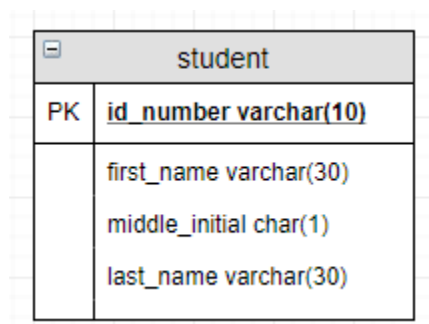 student
PK id_number varchar(10)
first_name varchar(30)
middle_initial char(1)
last_name varchar(30)